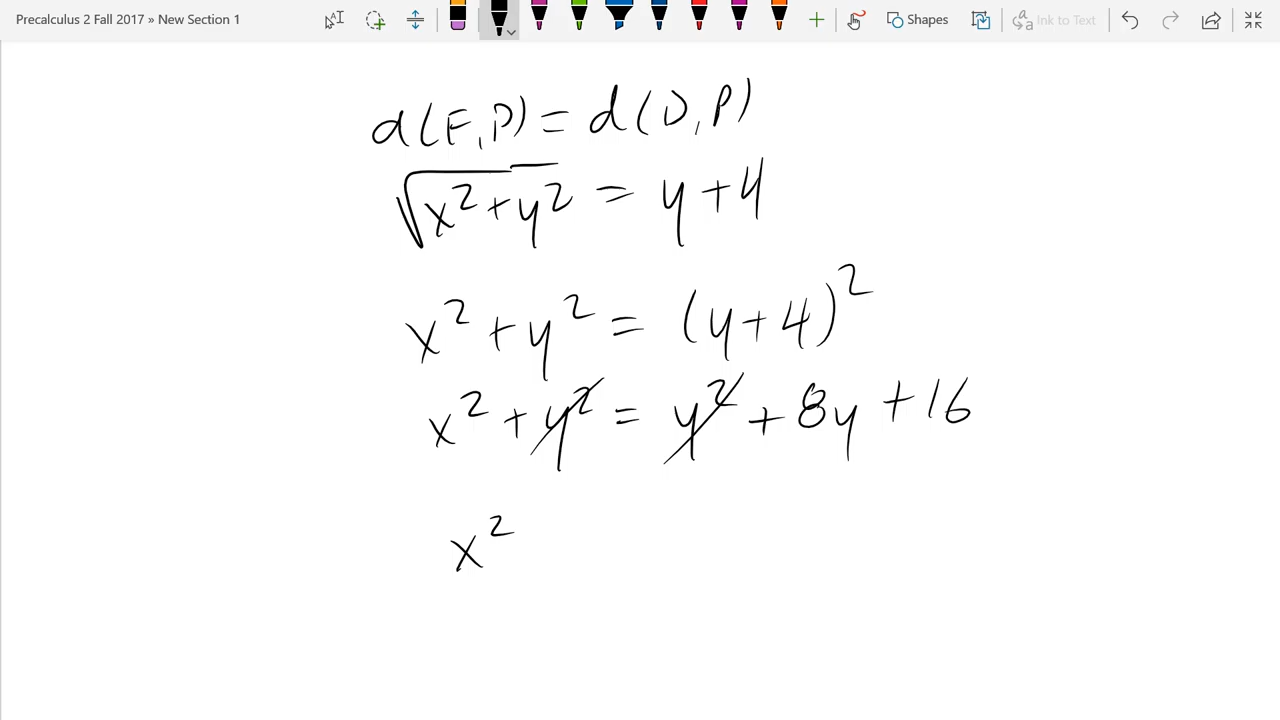 Precalculus 2 Fall 2017 » New Section 1
Shapes
Ink to Text
d(F,P) = d(D,P)
√x²+y² = y+4
x²+y² = (y+4)²
x²+y² = y²+8y+16
x²